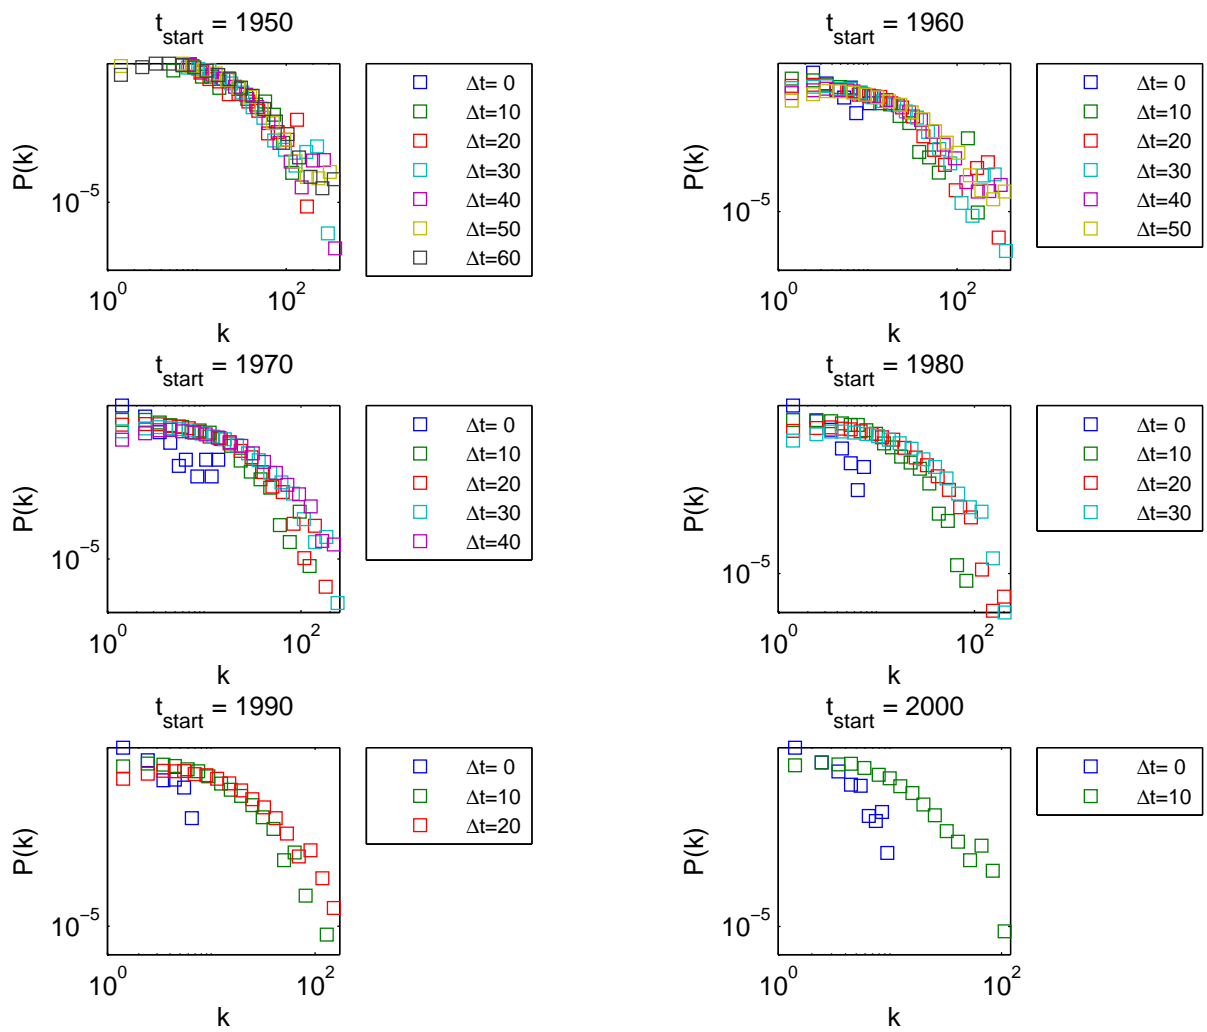 t_start = 1950
P(k)
10^-5
10^0
10^2
k
Δt= 0
Δt=10
Δt=20
Δt=30
Δt=40
Δt=50
Δt=60
t_start = 1960
P(k)
10^-5
10^0
10^2
k
Δt= 0
Δt=10
Δt=20
Δt=30
Δt=40
Δt=50
t_start = 1970
P(k)
10^-5
10^0
10^2
k
Δt= 0
Δt=10
Δt=20
Δt=30
Δt=40
t_start = 1980
P(k)
10^-5
10^0
10^2
k
Δt= 0
Δt=10
Δt=20
Δt=30
t_start = 1990
P(k)
10^-5
10^0
10^2
k
Δt= 0
Δt=10
Δt=20
t_start = 2000
P(k)
10^-5
10^0
10^2
k
Δt= 0
Δt=10